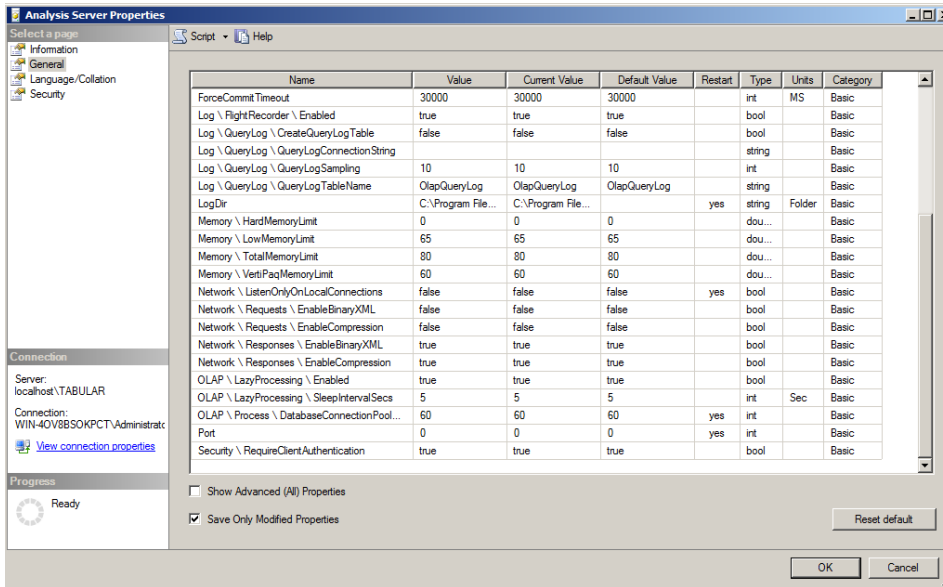 Analysis Server Properties
Select a page
Information
General
Language/Collation
Security
Script Help
Name Value Current Value Default Value Restart Type Units Category
ForceCommitTimeout 30000 30000 30000 int MS Basic
Log \ FlightRecorder \ Enabled true true true bool Basic
Log \ QueryLog \ CreateQueryLogTable false false false bool Basic
Log \ QueryLog \ QueryLogConnectionString string Basic
Log \ QueryLog \ QueryLogSampling 10 10 10 int Basic
Log \ QueryLog \ QueryLogTableName OlapQueryLog OlapQueryLog OlapQueryLog string Basic
LogDir C:\Program File... C:\Program File... yes string Folder Basic
Memory \ HardMemoryLimit 0 0 0 dou... Basic
Memory \ LowMemoryLimit 65 65 65 dou... Basic
Memory \ TotalMemoryLimit 80 80 80 dou... Basic
Memory \ VertiPaqMemoryLimit 60 60 60 dou... Basic
Network \ ListenOnlyOnLocalConnections false false false yes bool Basic
Network \ Requests \ EnableBinaryXML false false false bool Basic
Network \ Requests \ EnableCompression false false false bool Basic
Network \ Responses \ EnableBinaryXML true true true bool Basic
Network \ Responses \ EnableCompression true true true bool Basic
OLAP \ LazyProcessing \ Enabled true true true bool Basic
OLAP \ LazyProcessing \ SleepIntervalSecs 5 5 5 int Sec Basic
OLAP \ Process \ DatabaseConnectionPool... 60 60 60 yes int Basic
Port 0 0 0 yes int Basic
Security \ RequireClientAuthentication true true true bool Basic
Connection
Server:
localhost\TABULAR
Connection:
WIN-4OV8BSOKPCT\Administratc
View connection properties
Progress
Ready
Show Advanced (All) Properties
Save Only Modified Properties
Reset default
OK Cancel